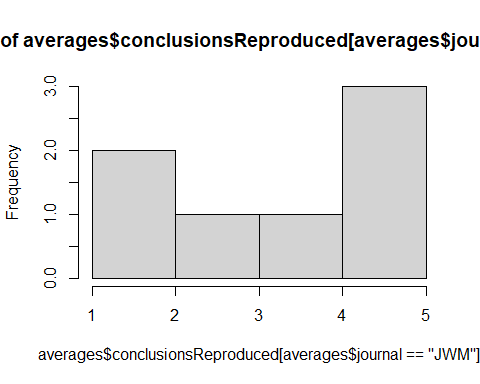 of averages$conclusionsReproduced[averages$jou
Frequency
3.0
2.0
1.0
0.0
1 2 3 4 5
averages$conclusionsReproduced[averages$journal == "JWM"]